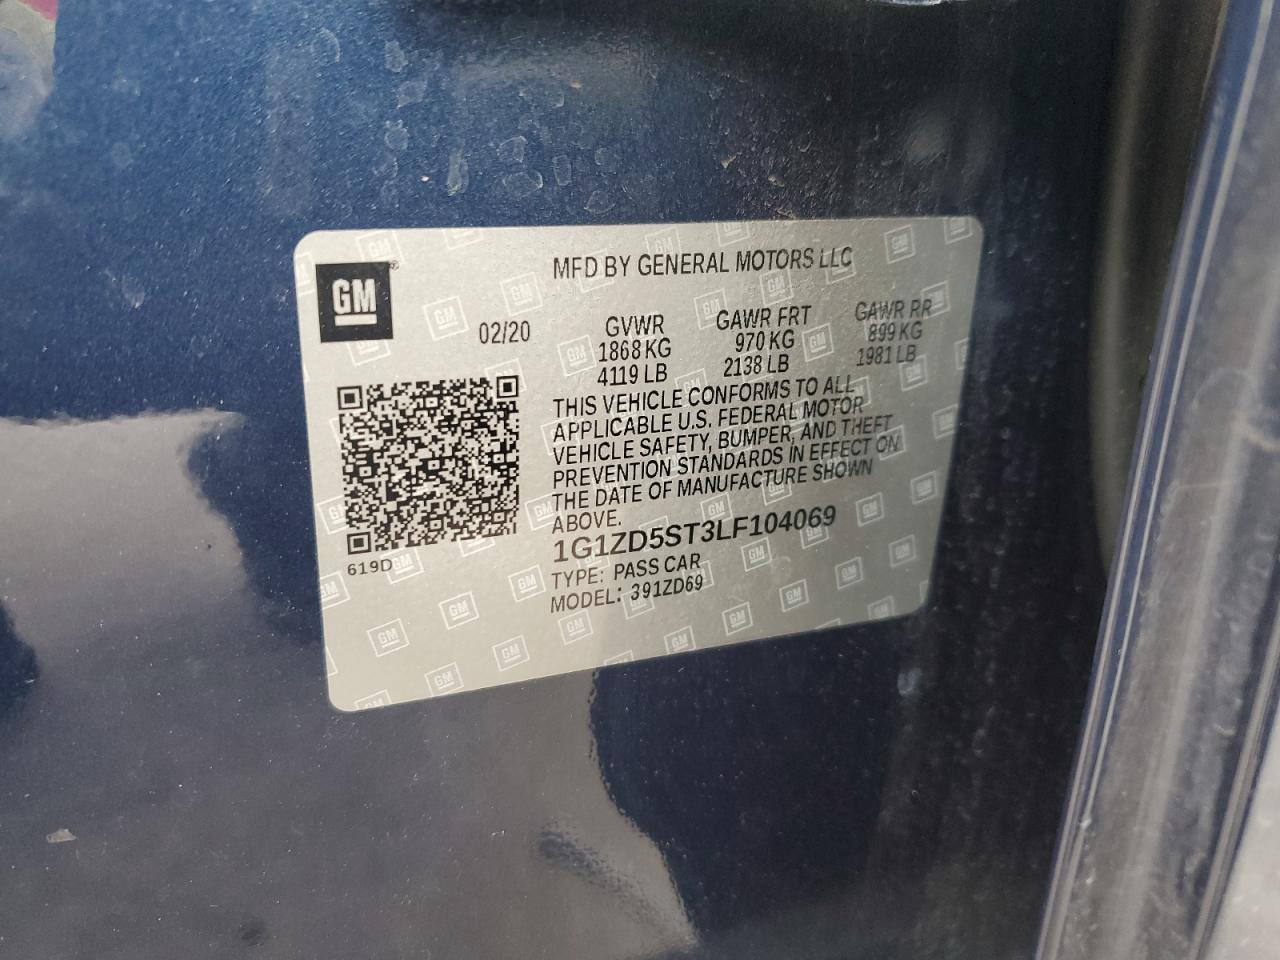 MFD BY GENERAL MOTORS LLC
GM®
02/20
GVWR
1868 KG
4119 LB
GAWR FRT
970 KG
2138 LB
GAWR RR
899 KG
1981 LB
THIS VEHICLE CONFORMS TO ALL
APPLICABLE U.S. FEDERAL MOTOR
VEHICLE SAFETY, BUMPER, AND THEFT
PREVENTION STANDARDS IN EFFECT ON
THE DATE OF MANUFACTURE SHOWN
ABOVE.
1G1ZD5ST3LF104069
TYPE: PASS CAR
MODEL: 391ZD69
619D